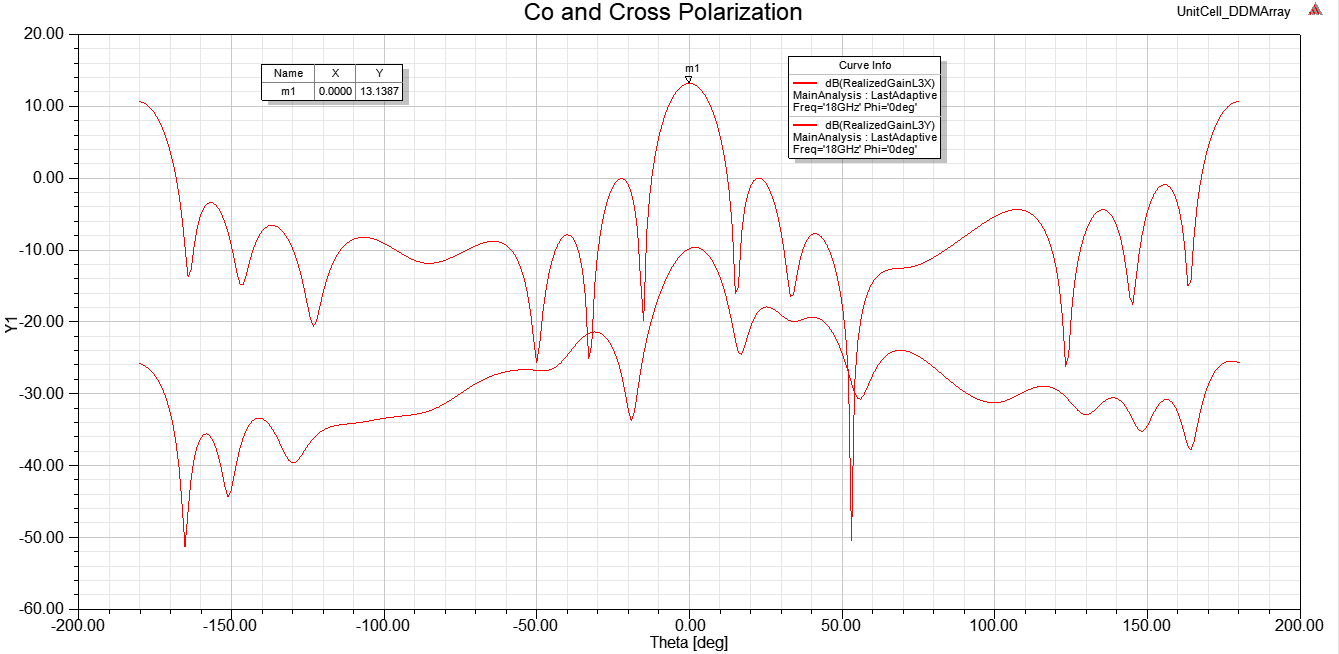 Co and Cross Polarization
UnitCell_DDMArray
20.00
10.00
0.00
-10.00
-20.00
-30.00
-40.00
-50.00
-60.00
Y1
Name X Y
m1 0.0000 13.1387
m1
Curve Info
dB(RealizedGainL3X)
MainAnalysis : LastAdaptive
Freq='18GHz' Phi='0deg'
dB(RealizedGainL3Y)
MainAnalysis : LastAdaptive
Freq='18GHz' Phi='0deg'
-200.00 -150.00 -100.00 -50.00 0.00 50.00 100.00 150.00 200.00
Theta [deg]